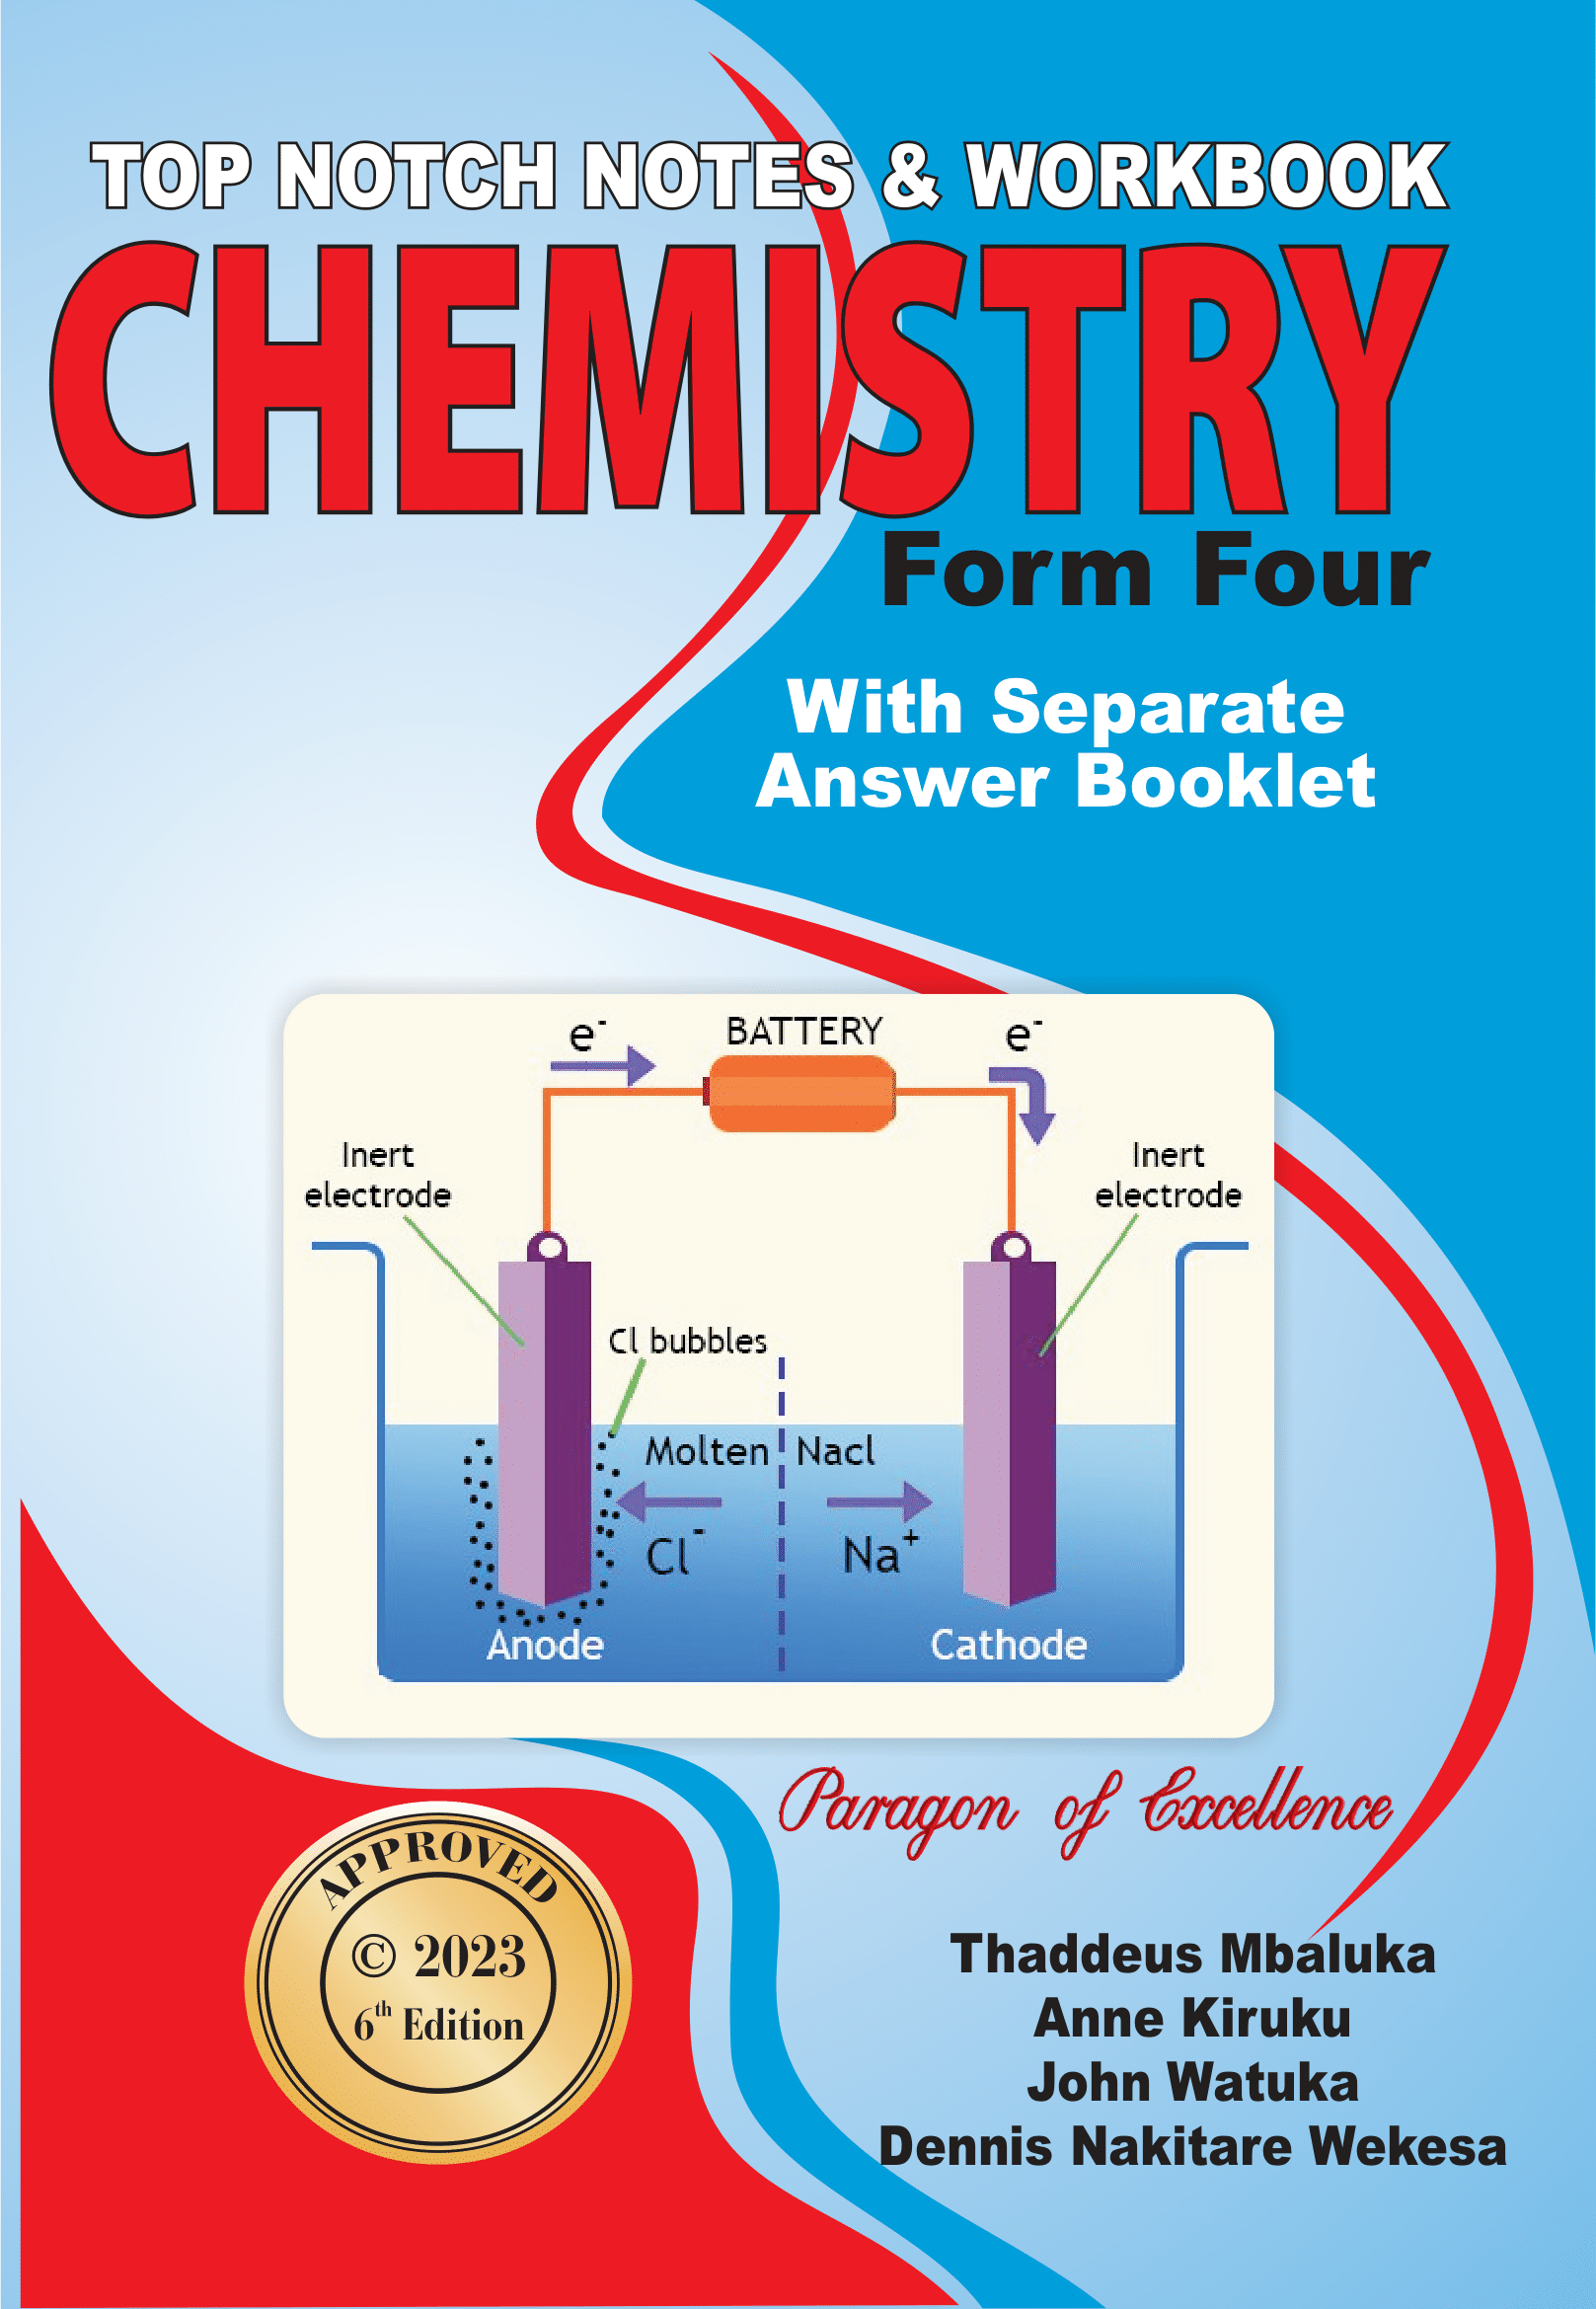 TOP NOTCH NOTES & WORKBOOK
CHEMISTRY
Form Four
With Separate
Answer Booklet
e⁻
BATTERY
e⁻
Inert
electrode
Inert
electrode
Cl bubbles
Molten
Nacl
Cl⁻
Na⁺
Anode
Cathode
Paragon of Excellence
APPROVED
© 2023
6th Edition
Thaddeus Mbaluka
Anne Kiruku
John Watuka
Dennis Nakitare Wekesa